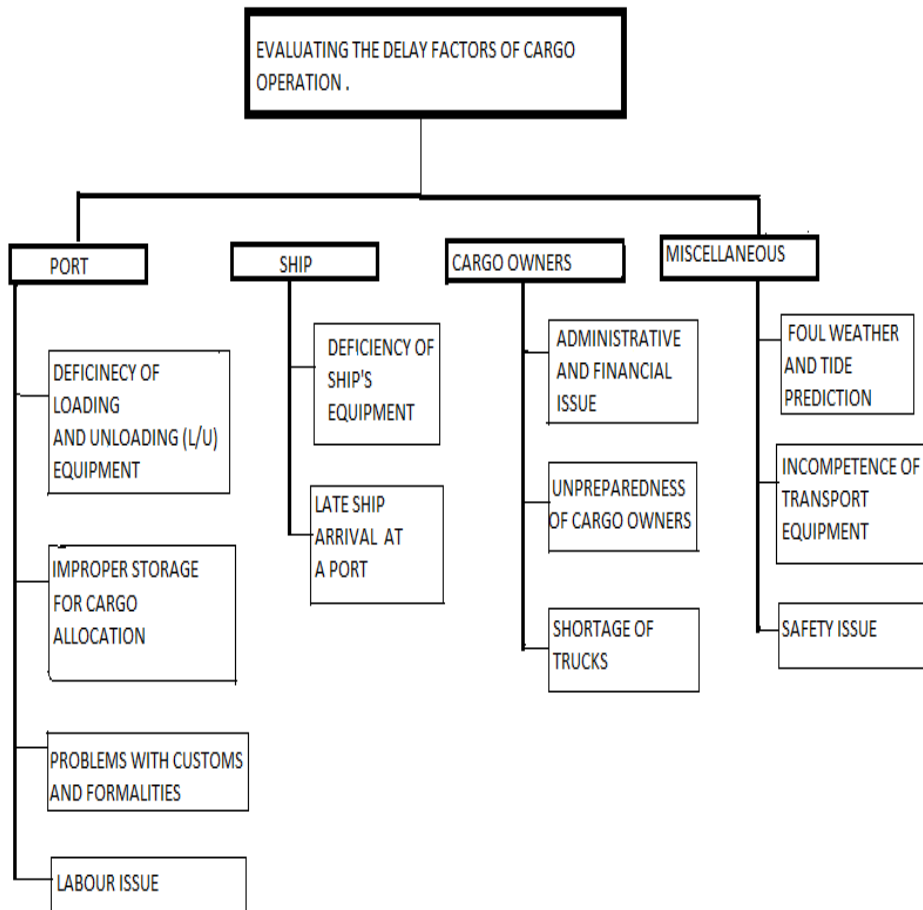 EVALUATING THE DELAY FACTORS OF CARGO
OPERATION .
PORT
DEFICINECY OF
LOADING
AND UNLOADING (L/U)
EQUIPMENT
IMPROPER STORAGE
FOR CARGO
ALLOCATION
PROBLEMS WITH CUSTOMS
AND FORMALITIES
LABOUR ISSUE
SHIP
DEFICIENCY OF
SHIP'S
EQUIPMENT
LATE SHIP
ARRIVAL AT
A PORT
CARGO OWNERS
ADMINISTRATIVE
AND FINANCIAL
ISSUE
UNPREPAREDNESS
OF CARGO OWNERS
SHORTAGE OF
TRUCKS
MISCELLANEOUS
FOUL WEATHER
AND TIDE
PREDICTION
INCOMPETENCE OF
TRANSPORT
EQUIPMENT
SAFETY ISSUE